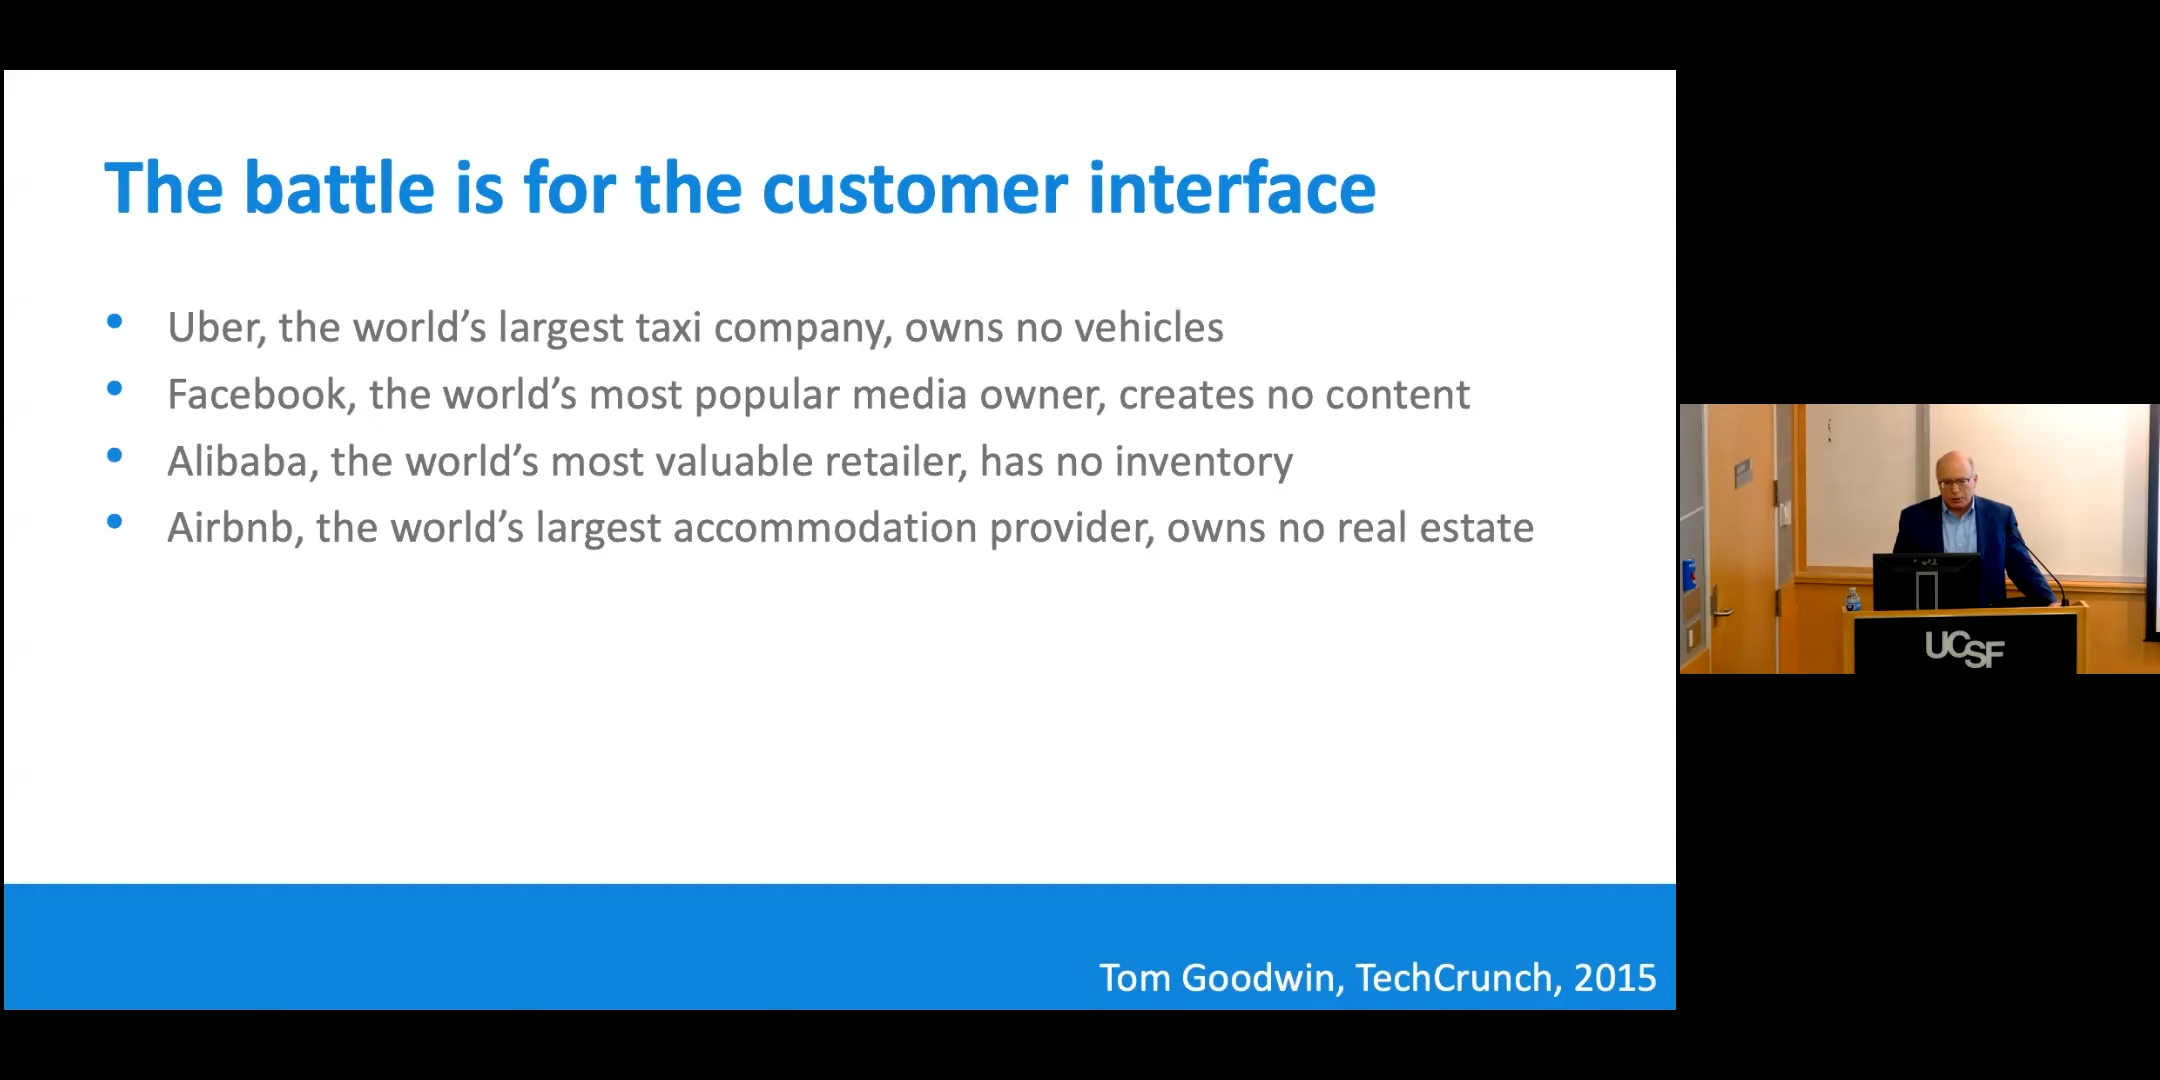 The battle is for the customer interface
• Uber, the world’s largest taxi company, owns no vehicles
• Facebook, the world’s most popular media owner, creates no content
• Alibaba, the world’s most valuable retailer, has no inventory
• Airbnb, the world’s largest accommodation provider, owns no real estate
Tom Goodwin, TechCrunch, 2015
UCSF